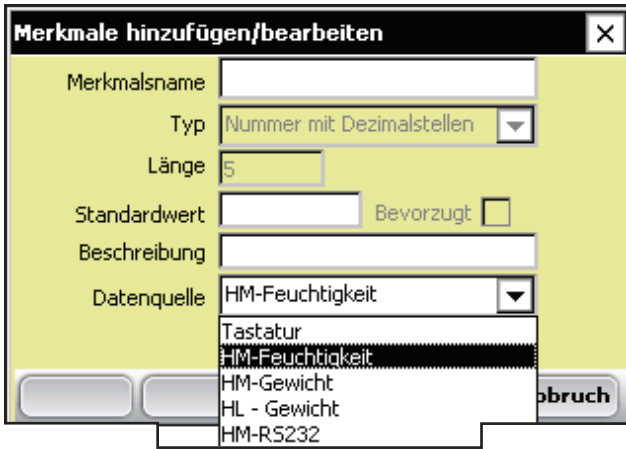 Merkmale hinzufügen/bearbeiten
Merkmalsname
Typ Nummer mit Dezimalstellen
Länge 5
Standardwert Bevorzugt
Beschreibung
Datenquelle HM-Feuchtigkeit
Tastatur
HM-Feuchtigkeit
HM-Gewicht
HL - Gewicht
HM-RS232